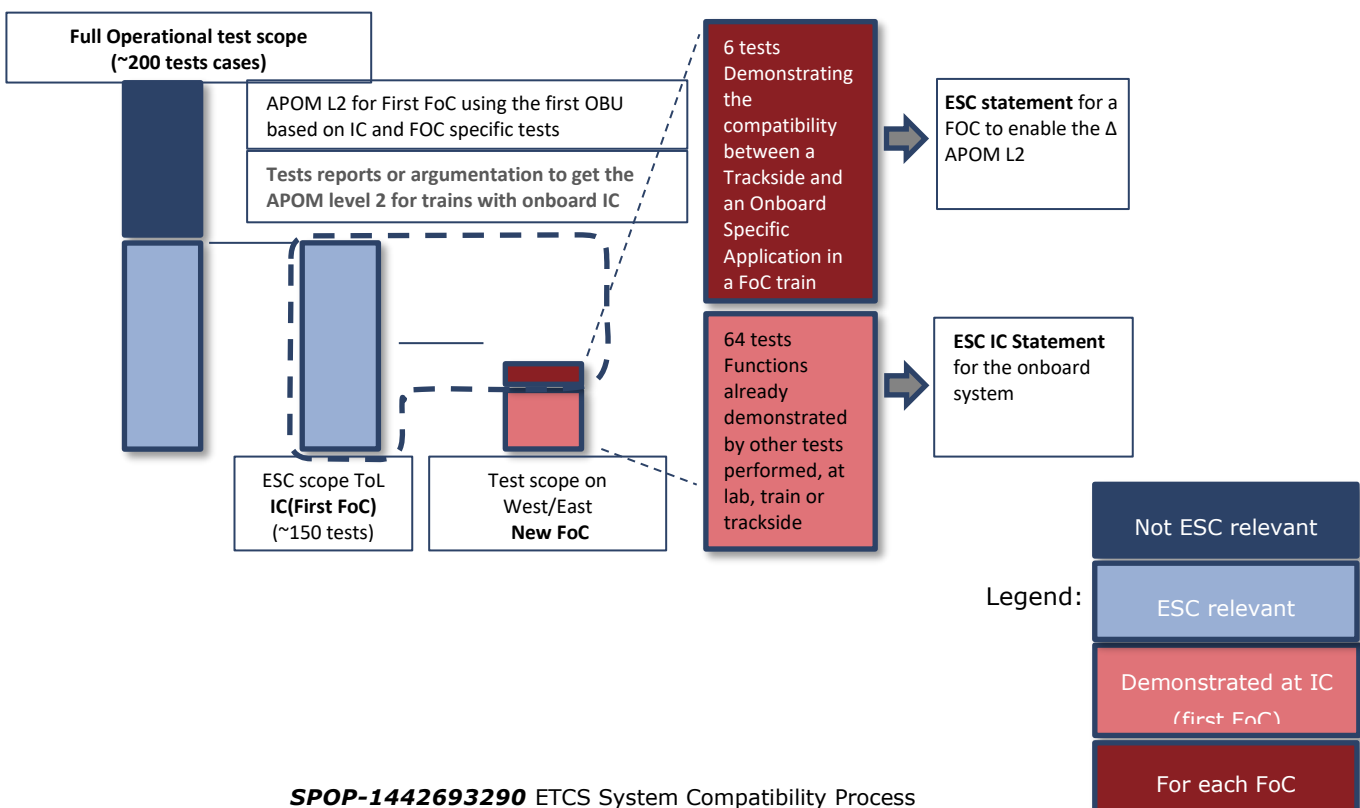 Full Operational test scope
(~200 tests cases)
APOM L2 for First FoC using the first OBU
based on IC and FOC specific tests
Tests reports or argumentation to get the
APOM level 2 for trains with onboard IC
ESC scope ToL
IC(First FoC)
(~150 tests)
Test scope on
West/East
New FoC
6 tests
Demonstrating
the
compatibility
between a
Trackside and
an Onboard
Specific
Application in
a FoC train
ESC statement for a
FOC to enable the Δ
APOM L2
64 tests
Functions
already
demonstrated
by other tests
performed, at
lab, train or
trackside
ESC IC Statement
for the onboard
system
Legend:
Not ESC relevant
ESC relevant
Demonstrated at IC
(first FoC)
For each FoC
SPOP-1442693290 ETCS System Compatibility Process